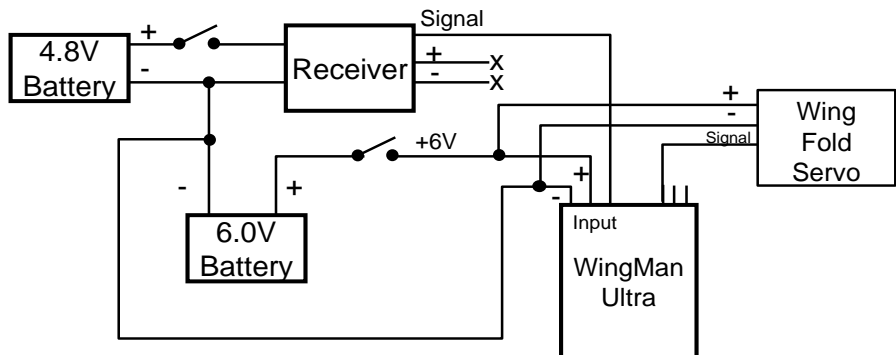 Signal
4.8V
Battery
+
-
Receiver
+
-
X
X
+
-
Signal
Wing
Fold
Servo
+6V
-
+
6.0V
Battery
+
-
Input
WingMan
Ultra